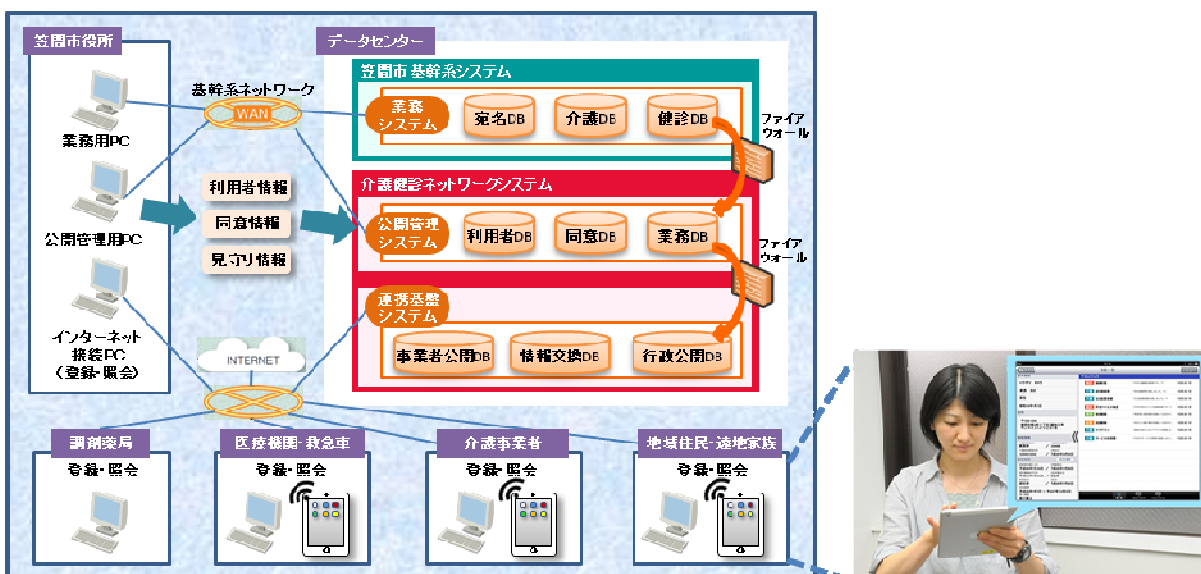 笠間市役所
業務用PC
公開管理用PC
インターネット
接続PC
(登録・照会)
基幹系ネットワーク
WAN
利用者情報
同意情報
見守り情報
INTERNET
データセンター
笠間市 基幹系システム
業務
システム
宛名DB
介護DB
健診DB
ファイア
ウォール
介護健診ネットワークシステム
公開管理
システム
利用者DB
同意DB
業務DB
ファイア
ウォール
連携基盤
システム
事業者公開DB
情報交換DB
行政公開DB
調剤薬局
登録・照会
医療機関・救急車
登録・照会
介護事業者
登録・照会
地域住民・遠地家族
登録・照会